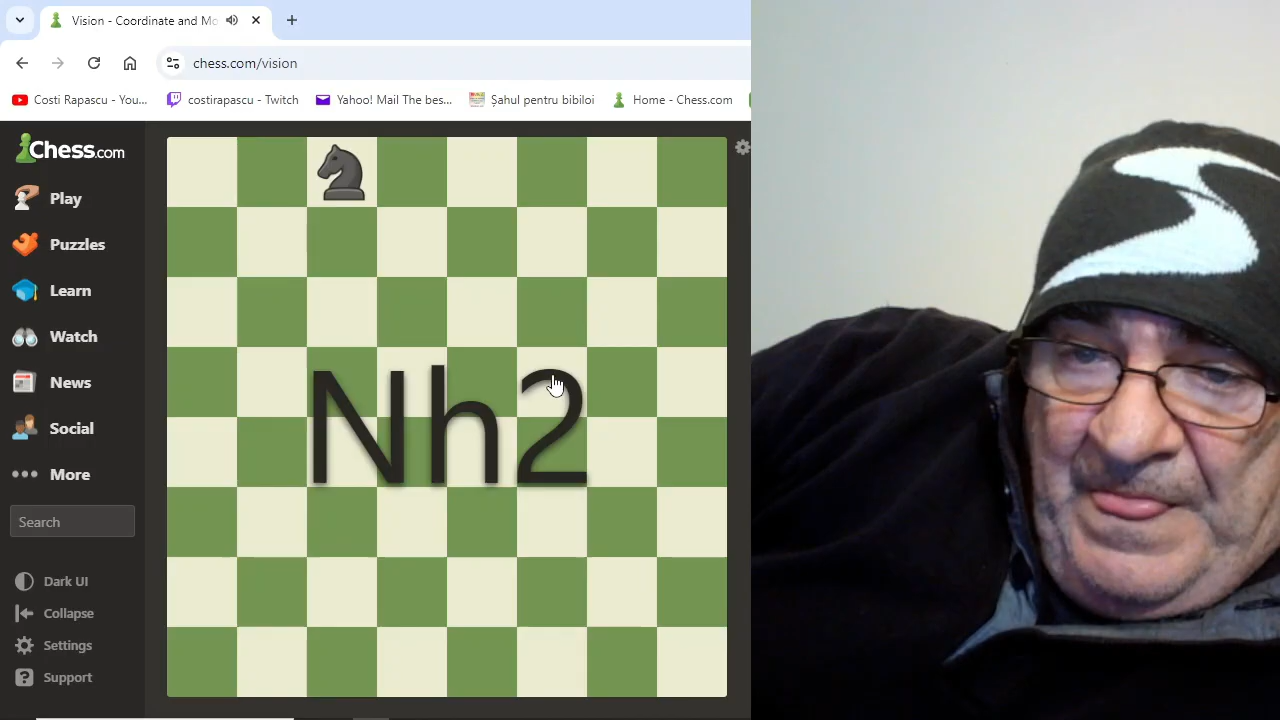 Vision - Coordinate and Mo
chess.com/vision
Costi Rapascu - You...
costirapascu - Twitch
Yahoo! Mail The bes...
Șahul pentru bibiloi
Home - Chess.com
Chess.com
Play
Puzzles
Learn
Watch
News
Social
More
Search
Dark UI
Collapse
Settings
Support
Nh2